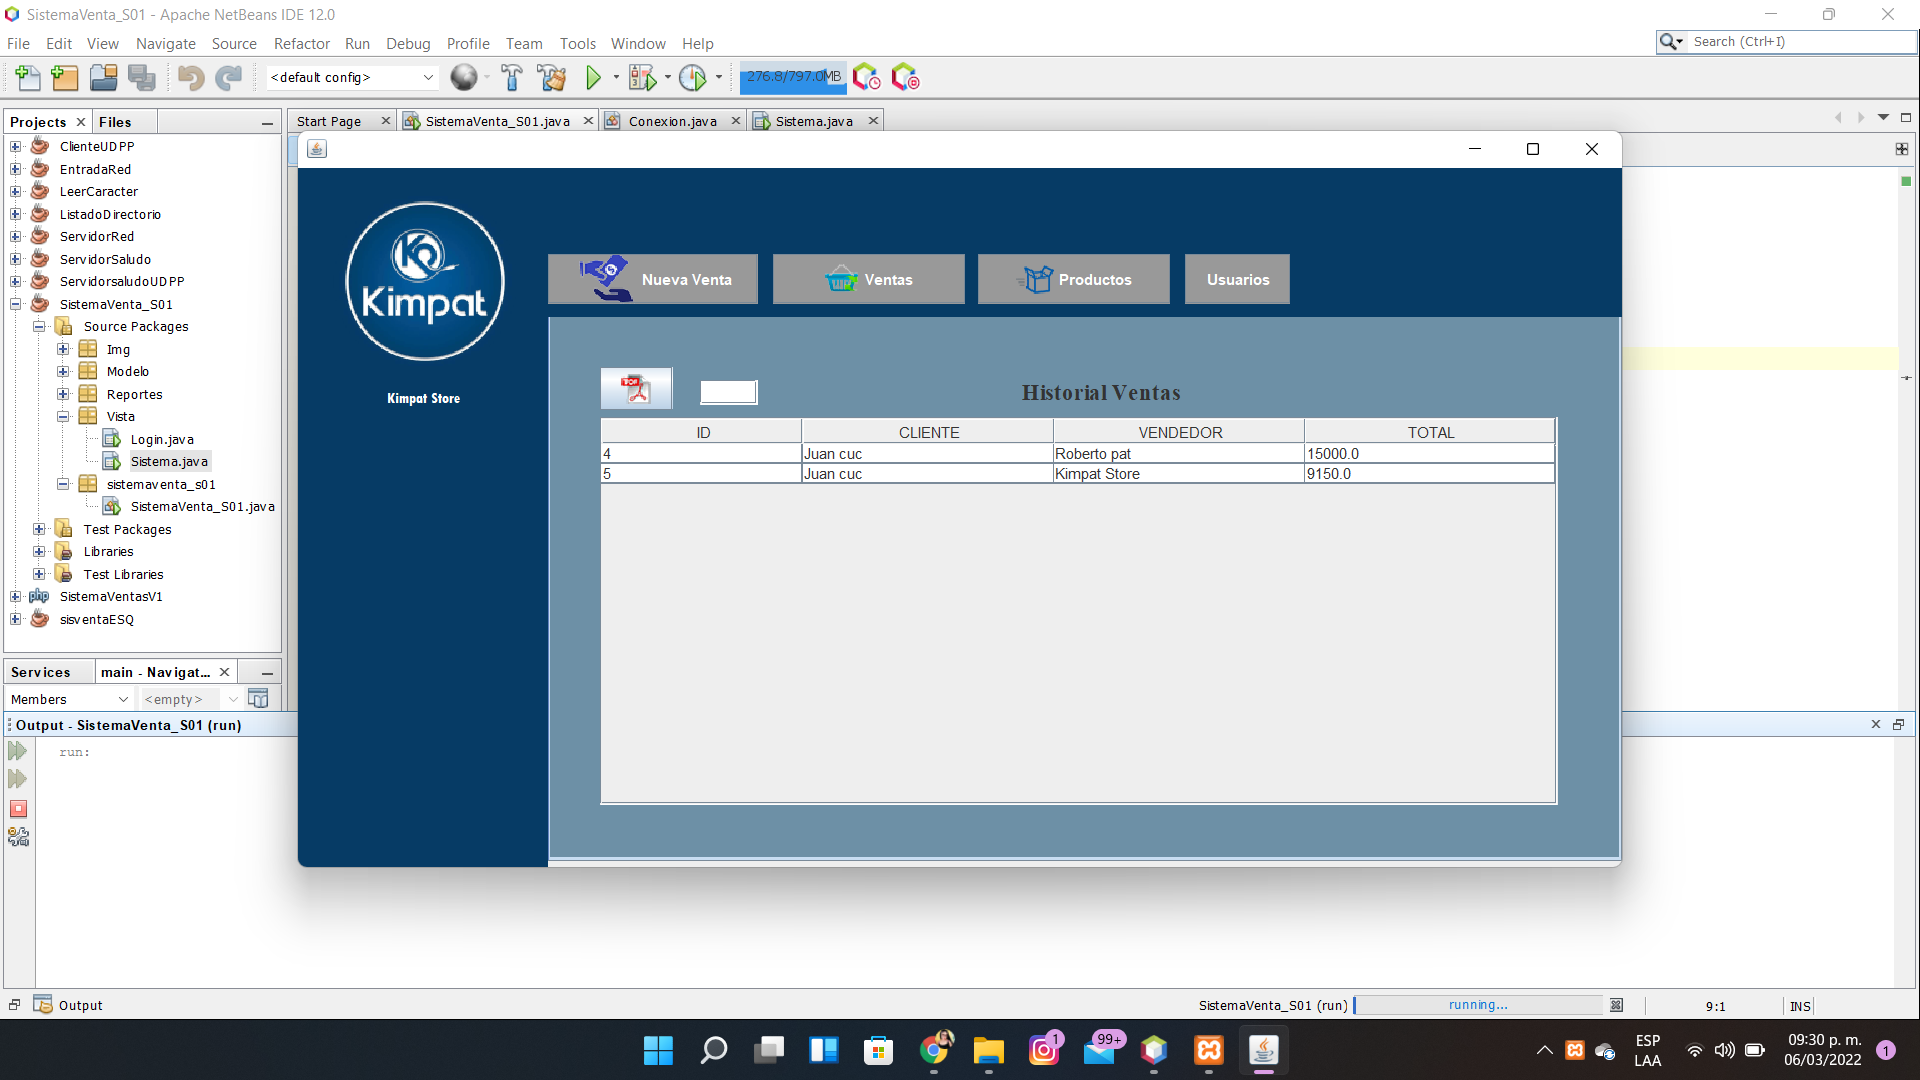 SistemaVenta_S01 - Apache NetBeans IDE 12.0
File Edit View Navigate Source Refactor Run Debug Profile Team Tools Window Help
Search (Ctrl+I)
<default config>
276.8/797.0MB
Projects Files
Start Page SistemaVenta_S01.java Conexion.java Sistema.java
ClienteUDPP
EntradaRed
LeerCaracter
ListadoDirectorio
ServidorRed
ServidorSaludo
ServidorsaludoUDPP
SistemaVenta_S01
Source Packages
Img
Modelo
Reportes
Vista
Login.java
Sistema.java
sistemaventa_s01
SistemaVenta_S01.java
Test Packages
Libraries
Test Libraries
SistemaVentasV1
sisventaESQ
Kimpat
Kimpat Store
Nueva Venta Ventas Productos Usuarios
PDF
Historial Ventas
ID CLIENTE VENDEDOR TOTAL
4 Juan cuc Roberto pat 15000.0
5 Juan cuc Kimpat Store 9150.0
Services main - Navigat...
Members <empty>
Output - SistemaVenta_S01 (run)
run:
Output
SistemaVenta_S01 (run) running... 9:1 INS
1
99+
ESP
LAA
09:30 p. m.
06/03/2022
1